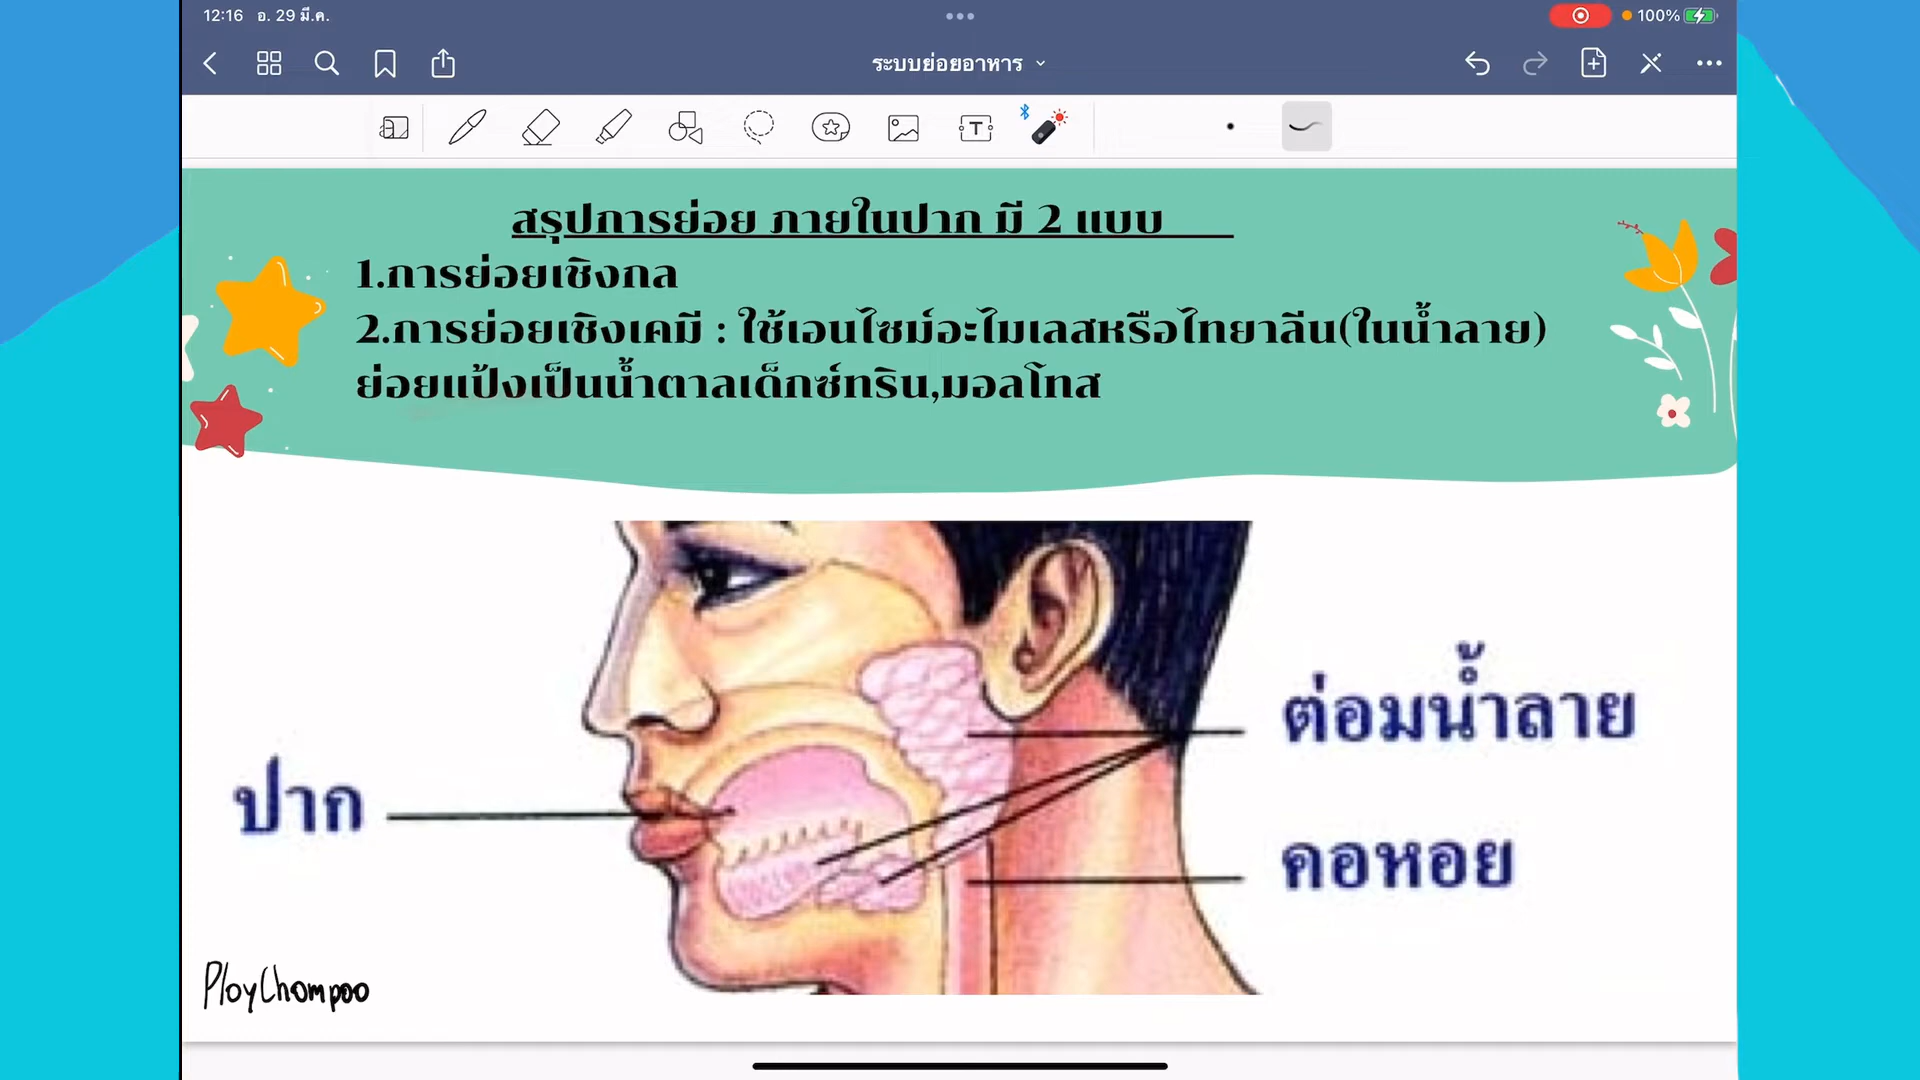 12:16 อ. 29 มี.ค.
100%
ระบบย่อยอาหาร
T
สรุปการย่อย ภายในปาก มี 2 แบบ
1.การย่อยเชิงกล
2.การย่อยเชิงเคมี : ใช้เอนไซม์อะไมเลสหรือไทยาลีน(ในน้ำลาย)
ย่อยแป้งเป็นน้ำตาลเด็กซ์ทริน,มอลโทส
ต่อมน้ำลาย
ปาก
คอหอย
PloyChompoo